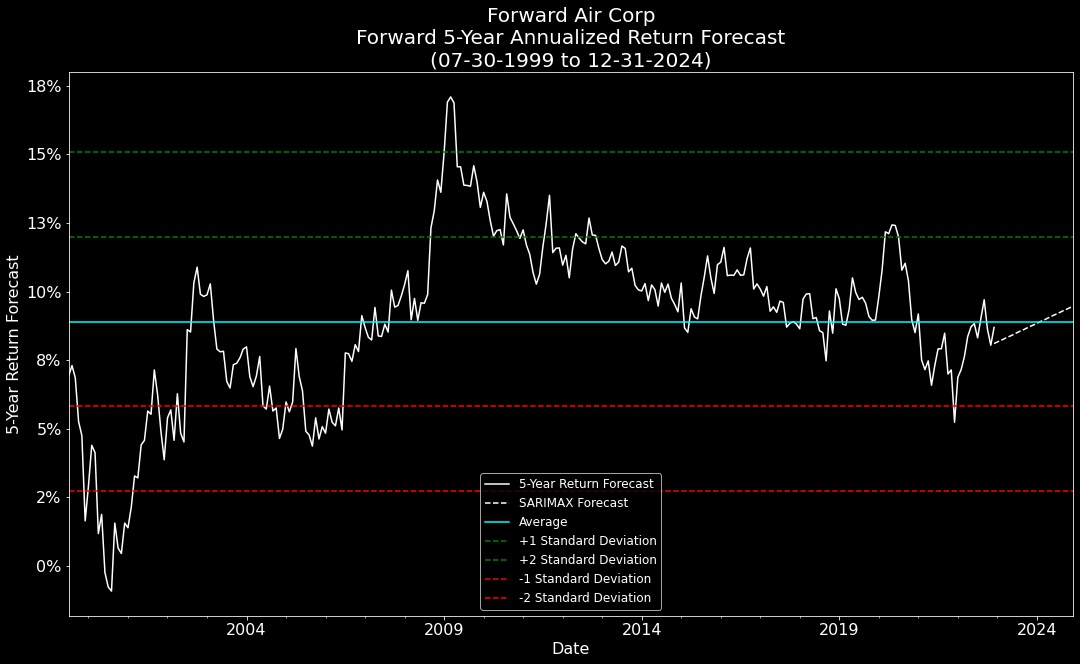 Forward Air Corp
Forward 5-Year Annualized Return Forecast
(07-30-1999 to 12-31-2024)
18%
15%
13%
10%
8%
5%
2%
0%
5-Year Return Forecast
5-Year Return Forecast
SARIMAX Forecast
Average
+1 Standard Deviation
+2 Standard Deviation
-1 Standard Deviation
-2 Standard Deviation
2004
2009
2014
2019
2024
Date